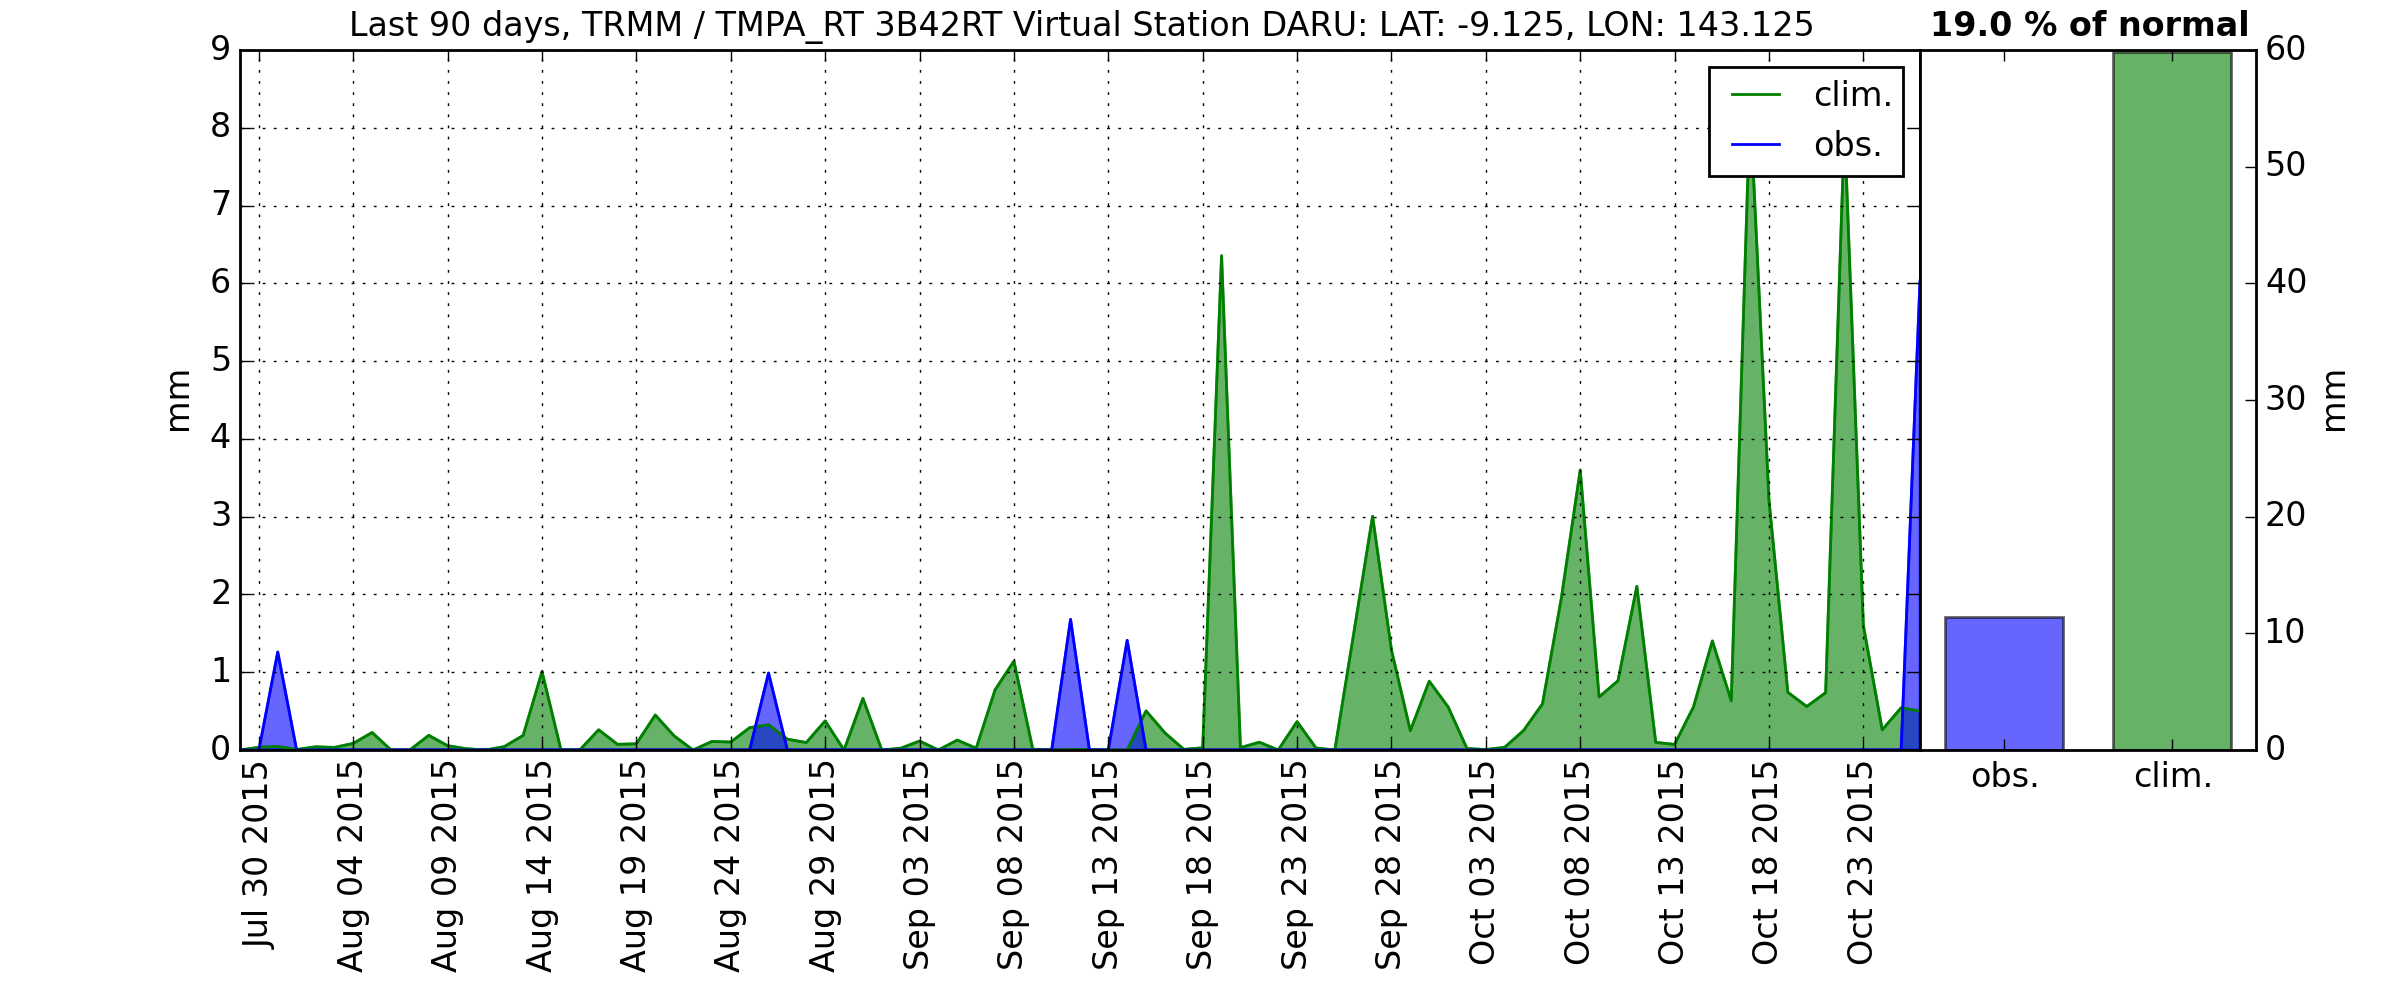 Last 90 days, TRMM / TMPA_RT 3B42RT Virtual Station DARU: LAT: -9.125, LON: 143.125
19.0 % of normal
9
8
7
6
5
4
3
2
1
0
mm
clim.
obs.
60
50
40
30
20
10
0
mm
Jul 30 2015
Aug 04 2015
Aug 09 2015
Aug 14 2015
Aug 19 2015
Aug 24 2015
Aug 29 2015
Sep 03 2015
Sep 08 2015
Sep 13 2015
Sep 18 2015
Sep 23 2015
Sep 28 2015
Oct 03 2015
Oct 08 2015
Oct 13 2015
Oct 18 2015
Oct 23 2015
obs.
clim.